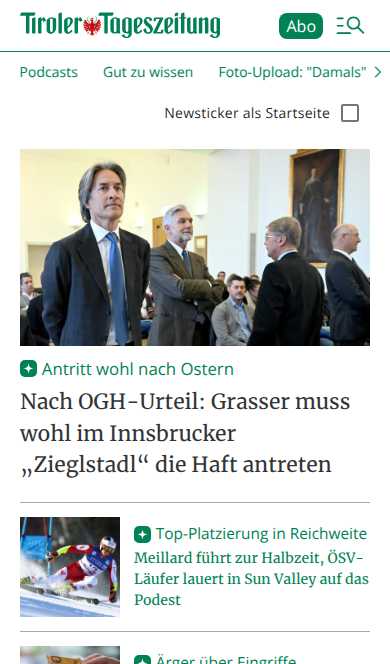 Tiroler Tageszeitung
Abo
Podcasts Gut zu wissen Foto-Upload: "Damals"
Newsticker als Startseite
Antritt wohl nach Ostern
Nach OGH-Urteil: Grasser muss
wohl im Innsbrucker
„Zieglstadl“ die Haft antreten
Top-Platzierung in Reichweite
Meillard führt zur Halbzeit, ÖSV-
Läufer lauert in Sun Valley auf das
Podest
Ärger über Eingriffe